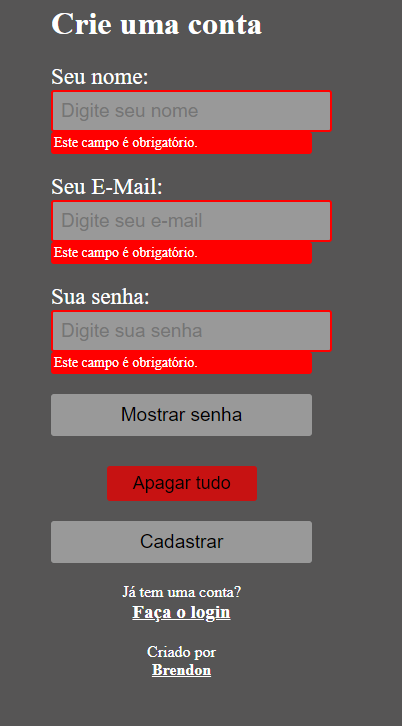 Crie uma conta
Seu nome:
Digite seu nome
Este campo é obrigatório.
Seu E-Mail:
Digite seu e-mail
Este campo é obrigatório.
Sua senha:
Digite sua senha
Este campo é obrigatório.
Mostrar senha
Apagar tudo
Cadastrar
Já tem uma conta?
Faça o login
Criado por
Brendon